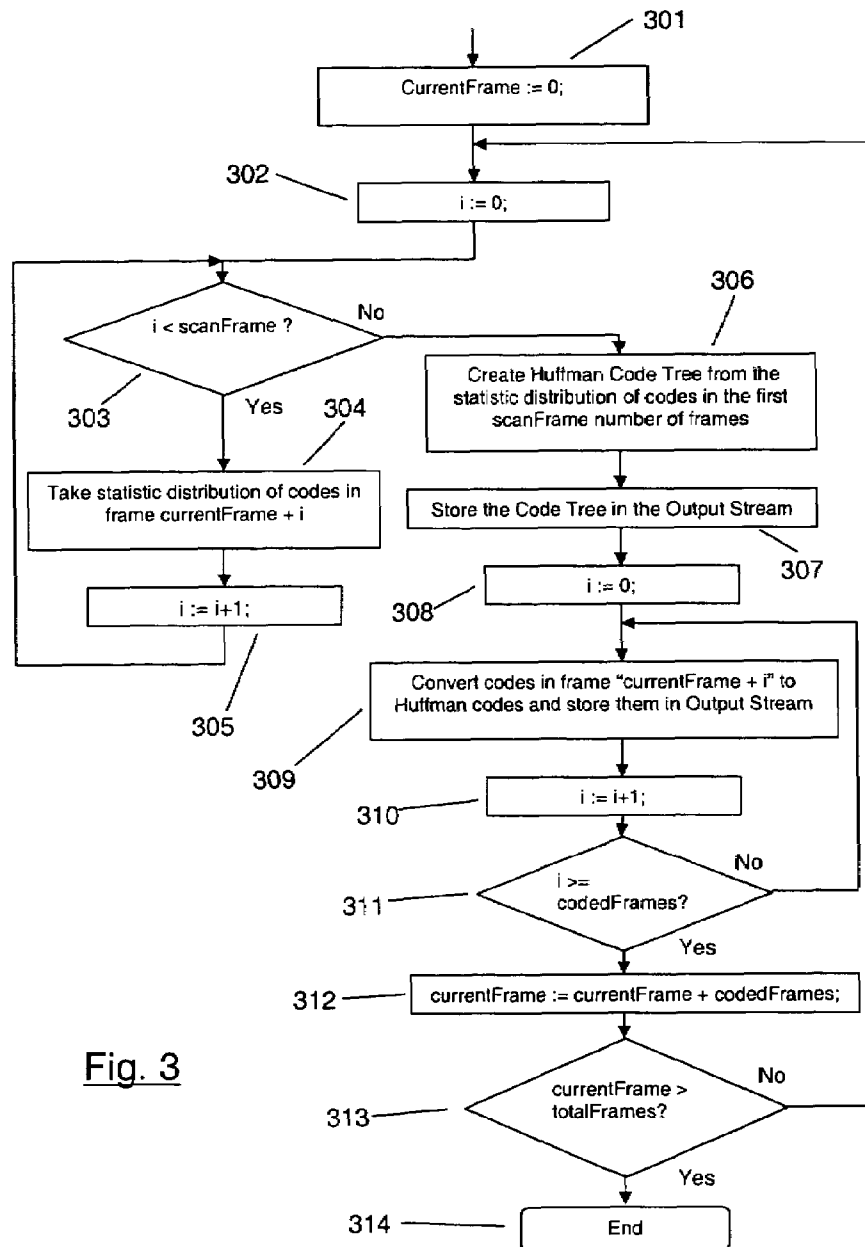 301
CurrentFrame := 0;
302
i := 0;
303
i < scanFrame ?
No
Yes
304
Take statistic distribution of codes in
frame currentFrame + i
i := i+1;
305
306
Create Huffman Code Tree from the
statistic distribution of codes in the first
scanFrame number of frames
Store the Code Tree in the Output Stream
307
308
i := 0;
Convert codes in frame "currentFrame + i" to
Huffman codes and store them in Output Stream
309
310
i := i+1;
311
i >=
codedFrames?
No
Yes
312
currentFrame := currentFrame + codedFrames;
Fig. 3
313
currentFrame >
totalFrames?
No
Yes
314
End